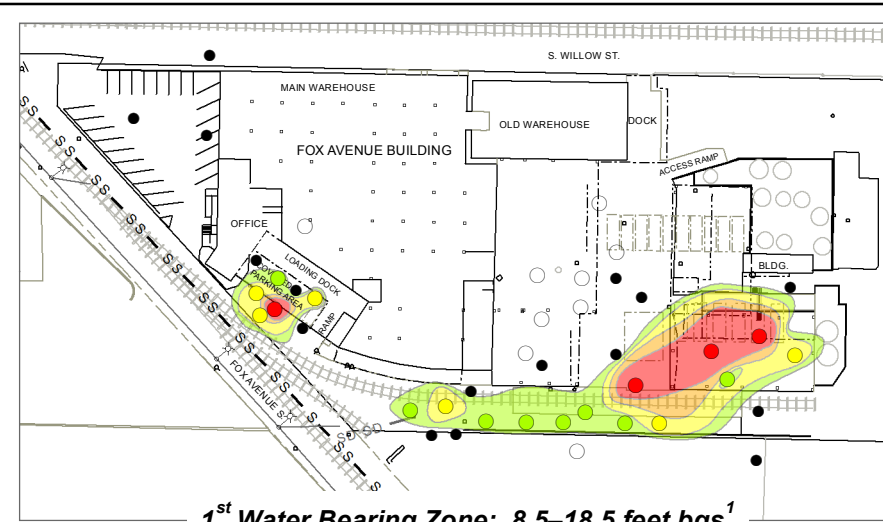 S. WILLOW ST.
MAIN WAREHOUSE
OLD WAREHOUSE
DOCK
FOX AVENUE BUILDING
ACCESS RAMP
OFFICE
LOADING DOCK
PARKING AREA
BLDG.
RAMP
FOX AVENUE S.
S S S S S S S S S S S S S S S S
1st Water Bearing Zone: 8.5–18.5 feet bgs1